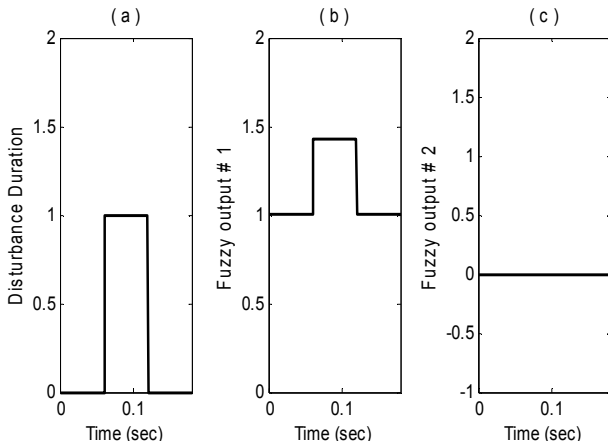 ( a )
( b )
( c )
2
1.5
1
0.5
0
Disturbance Duration
0
0.1
Time (sec)
2
1.5
1
0.5
0
Fuzzy output # 1
0
0.1
Time (sec)
2
1.5
1
0.5
0
-0.5
-1
Fuzzy output # 2
0
0.1
Time (sec)